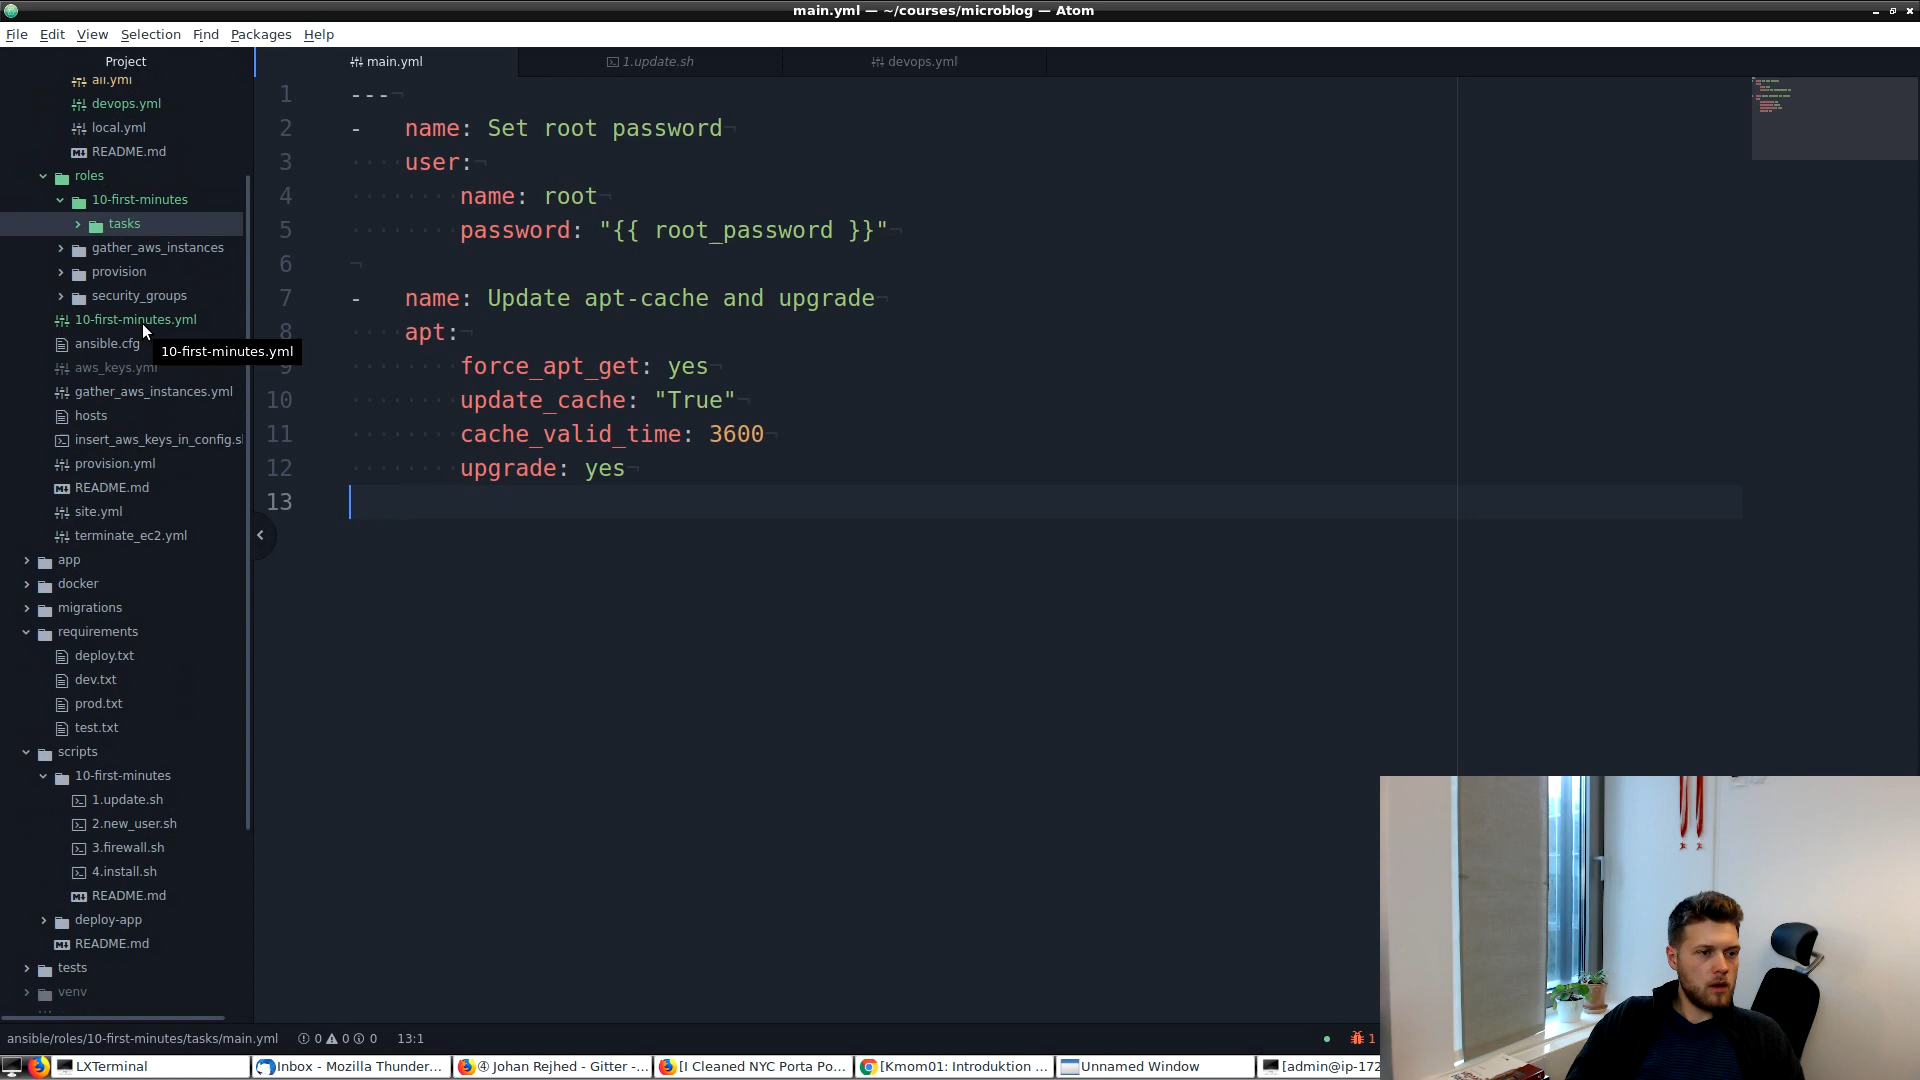 main.yml — ~/courses/microblog — Atom
File Edit View Selection Find Packages Help
Project
all.yml
devops.yml
local.yml
README.md
roles
10-first-minutes
tasks
gather_aws_instances
provision
security_groups
10-first-minutes.yml
ansible.cfg
10-first-minutes.yml
aws_keys.yml
gather_aws_instances.yml
hosts
insert_aws_keys_in_config.sh
provision.yml
README.md
site.yml
terminate_ec2.yml
app
docker
migrations
requirements
deploy.txt
dev.txt
prod.txt
test.txt
scripts
10-first-minutes
1.update.sh
2.new_user.sh
3.firewall.sh
4.install.sh
README.md
deploy-app
README.md
tests
venv
main.yml 1.update.sh devops.yml
1 ---
2 - name: Set root password
3 user:
4 name: root
5 password: "{{ root_password }}"
6
7 - name: Update apt-cache and upgrade
8 apt:
9 force_apt_get: yes
10 update_cache: "True"
11 cache_valid_time: 3600
12 upgrade: yes
13
ansible/roles/10-first-minutes/tasks/main.yml 0 0 0 13:1 1
LXTerminal Inbox - Mozilla Thunder... ④ Johan Rejhed - Gitter -... [I Cleaned NYC Porta Po... [Kmom01: Introduktion ... Unnamed Window [admin@ip-172